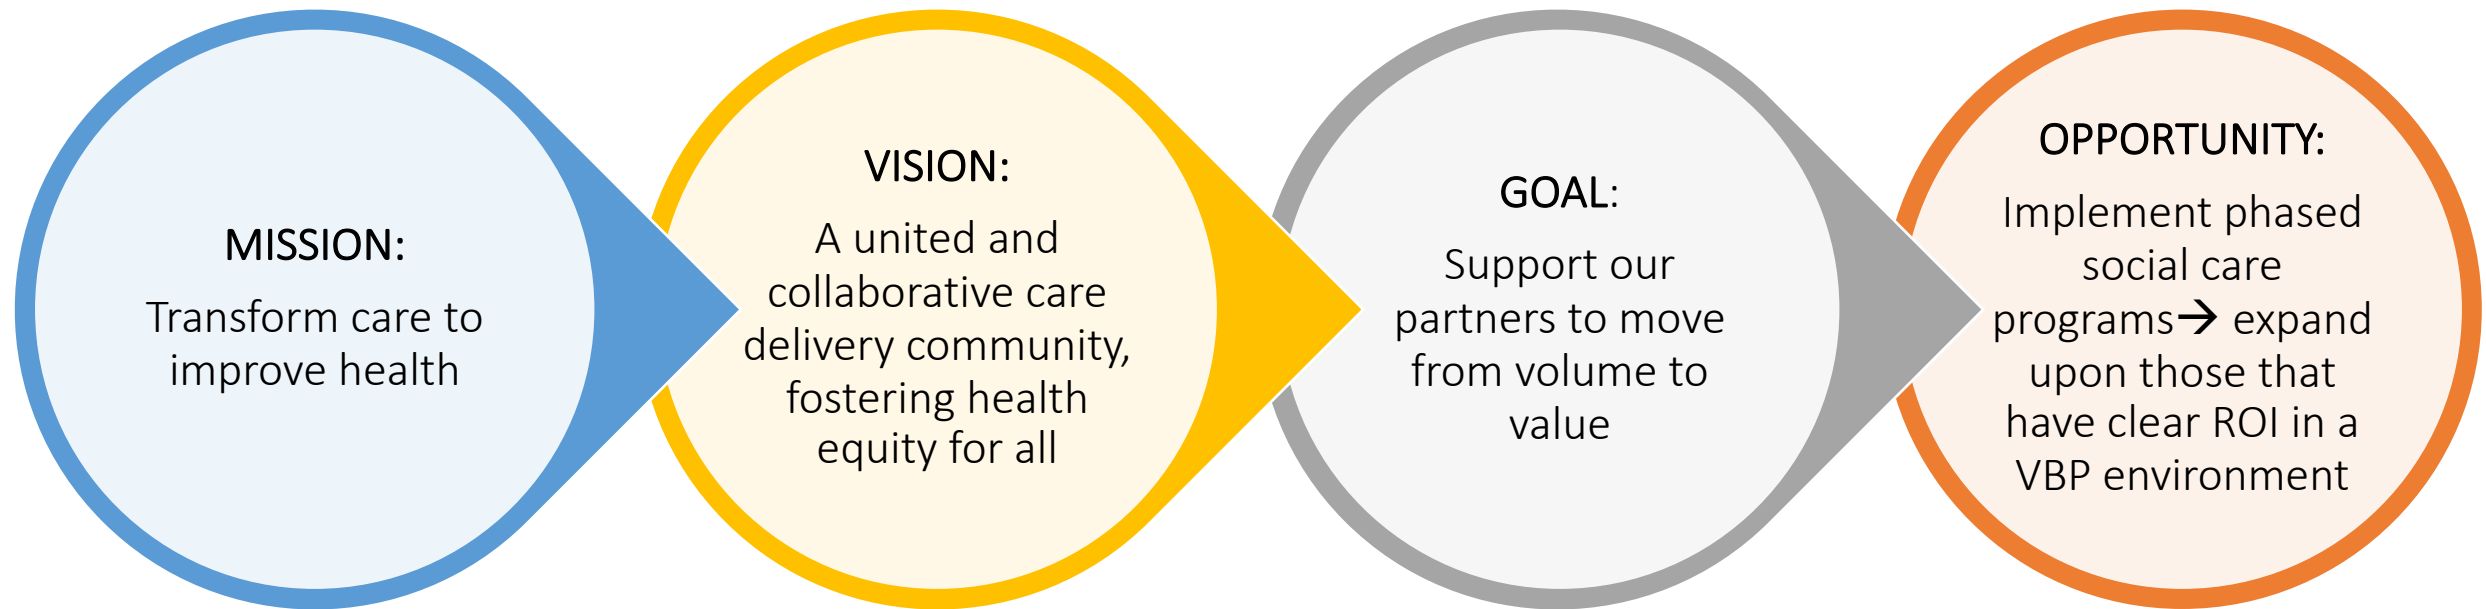 MISSION:
Transform care to
improve health
VISION:
A united and
collaborative care
delivery community,
fostering health
equity for all
GOAL:
Support our
partners to move
from volume to
value
OPPORTUNITY:
Implement phased
social care
programs→ expand
upon those that
have clear ROI in a
VBP environment